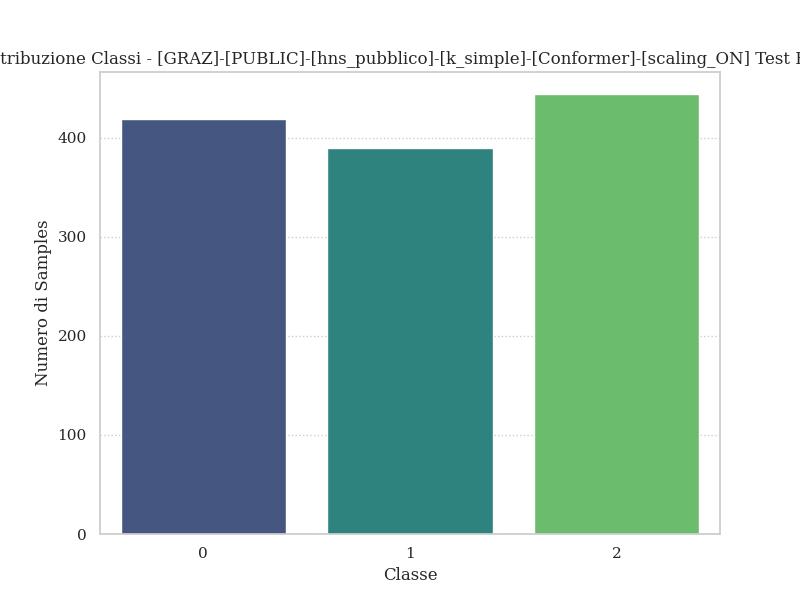 tribuzione Classi - [GRAZ]-[PUBLIC]-[hns_pubblico]-[k_simple]-[Conformer]-[scaling_ON] Test
400
300
200
100
0
Numero di Samples
0 1 2
Classe